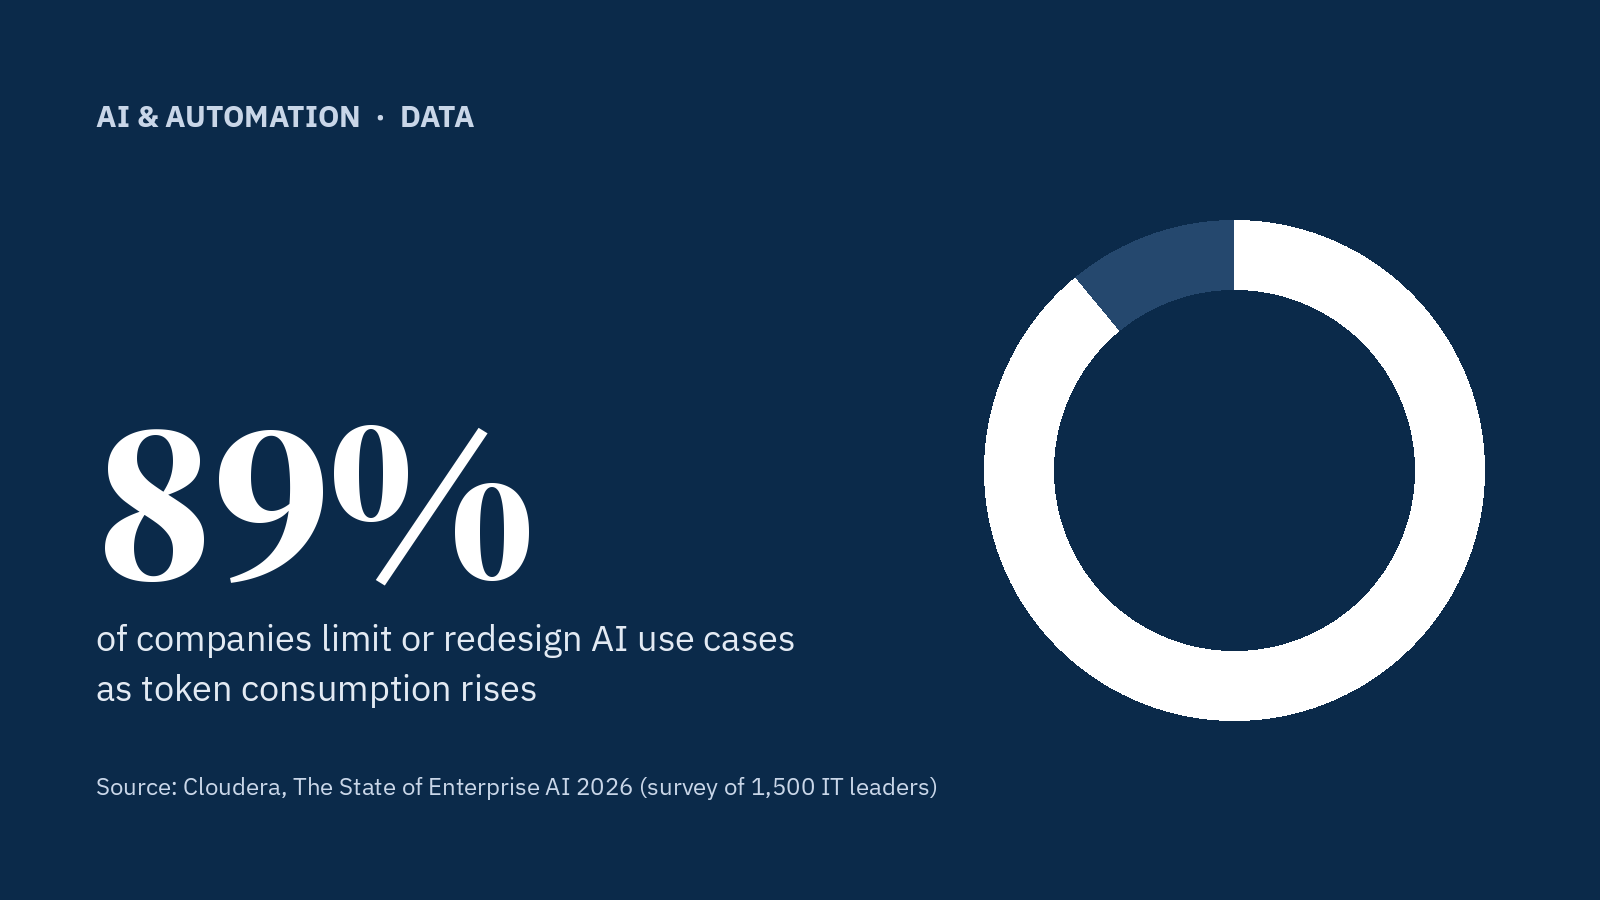 AI & AUTOMATION · DATA
89%
of companies limit or redesign AI use cases
as token consumption rises
Source: Cloudera, The State of Enterprise AI 2026 (survey of 1,500 IT leaders)